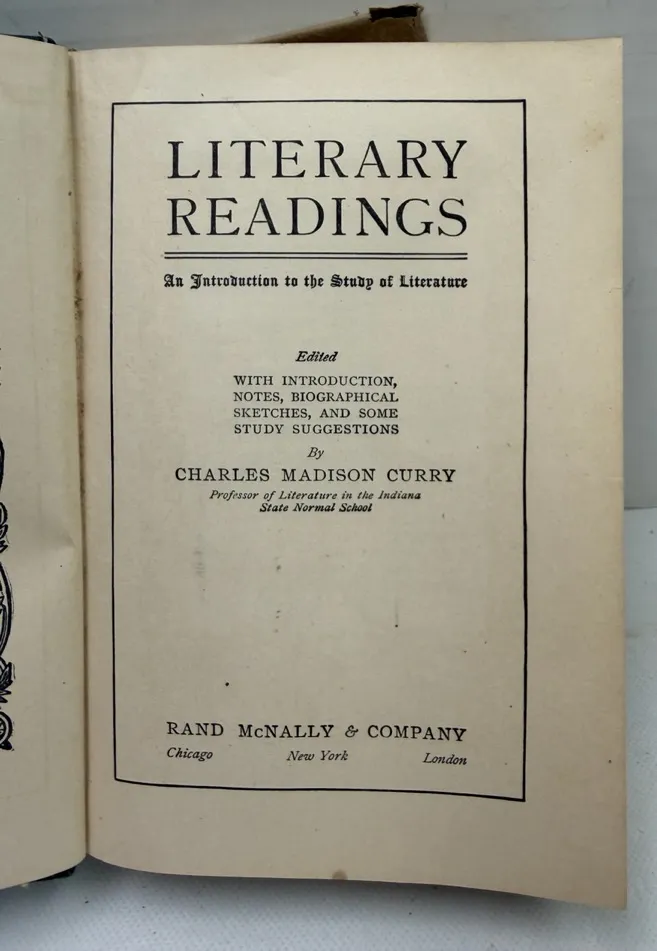 LITERARY
READINGS
An Introduction to the Study of Literature
Edited
WITH INTRODUCTION,
NOTES, BIOGRAPHICAL
SKETCHES, AND SOME
STUDY SUGGESTIONS
By
CHARLES MADISON CURRY
Professor of Literature in the Indiana
State Normal School
RAND McNALLY & COMPANY
Chicago New York London